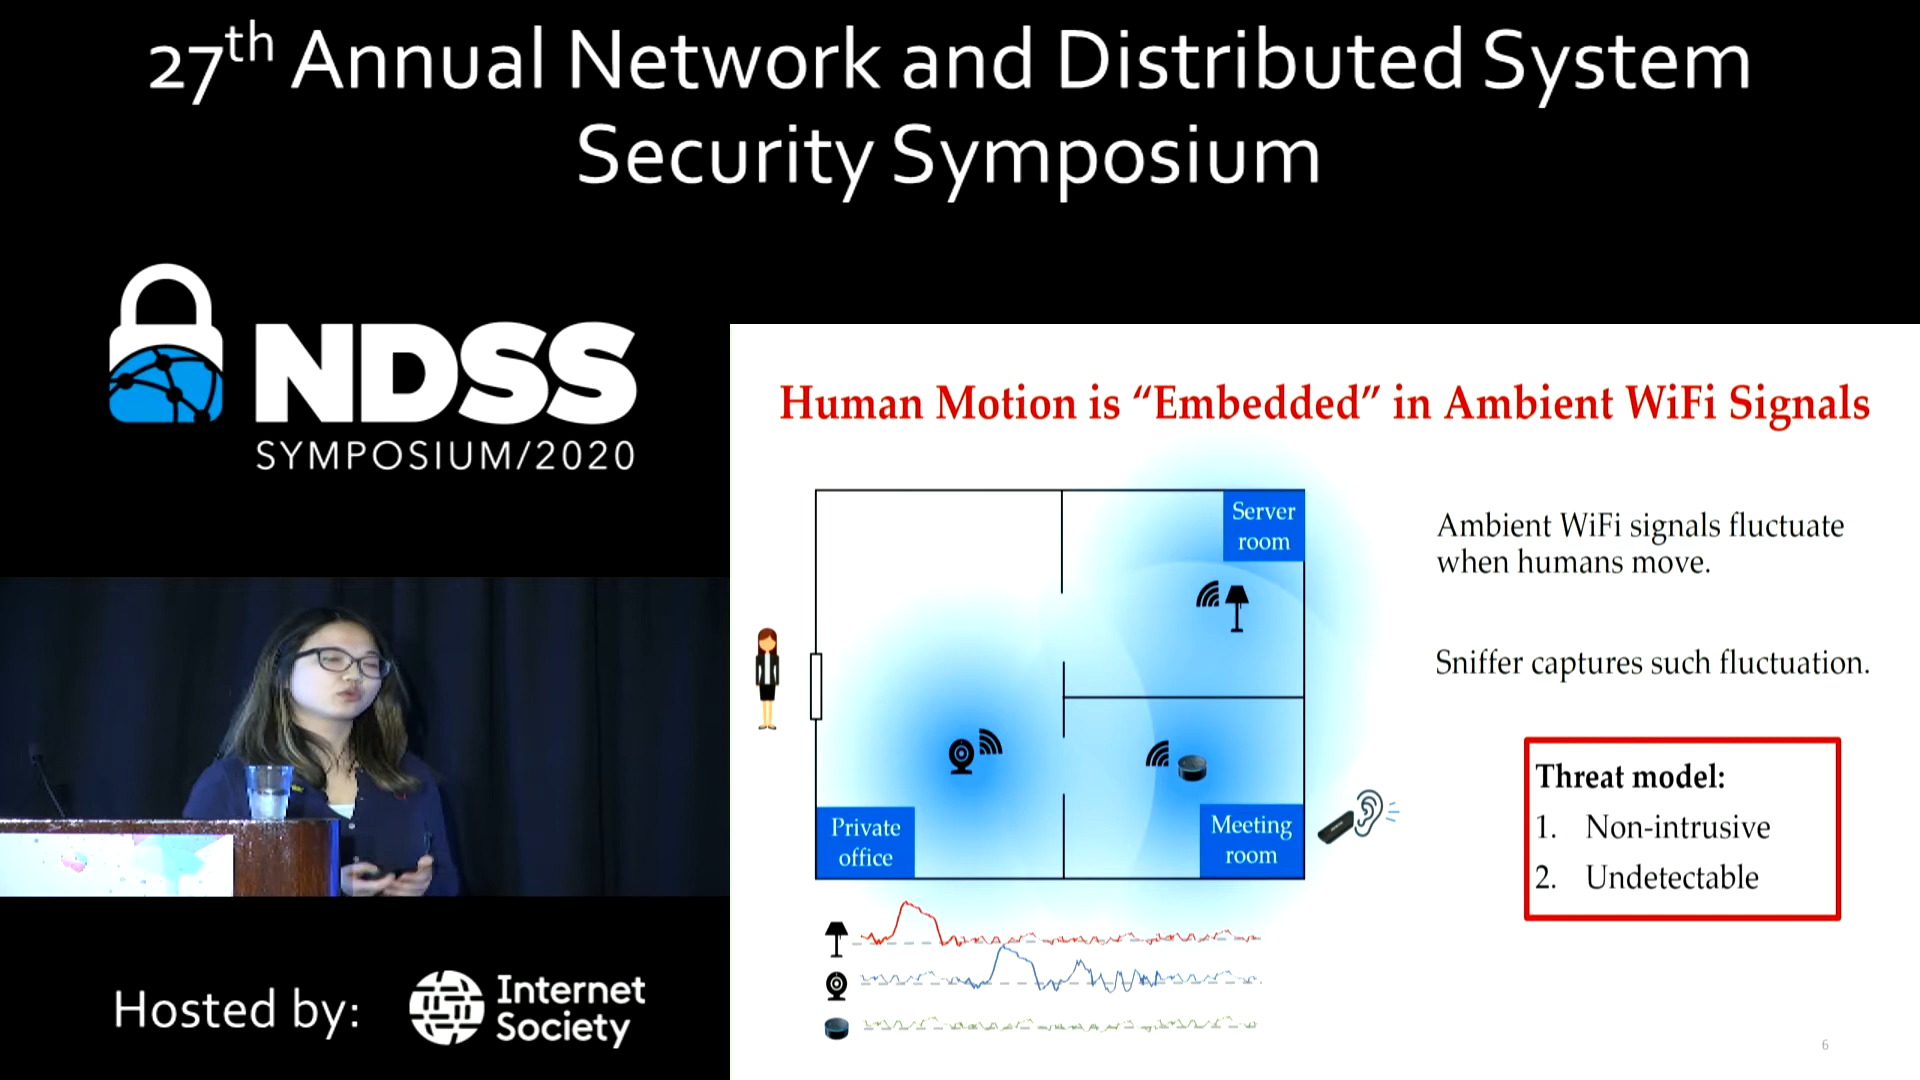 27th Annual Network and Distributed System
Security Symposium
NDSS
SYMPOSIUM/2020
Human Motion is “Embedded” in Ambient WiFi Signals
Server
room
Ambient WiFi signals fluctuate
when humans move.
Sniffer captures such fluctuation.
Private
office
Meeting
room
Threat model:
1. Non-intrusive
2. Undetectable
Hosted by:
Internet
Society
6